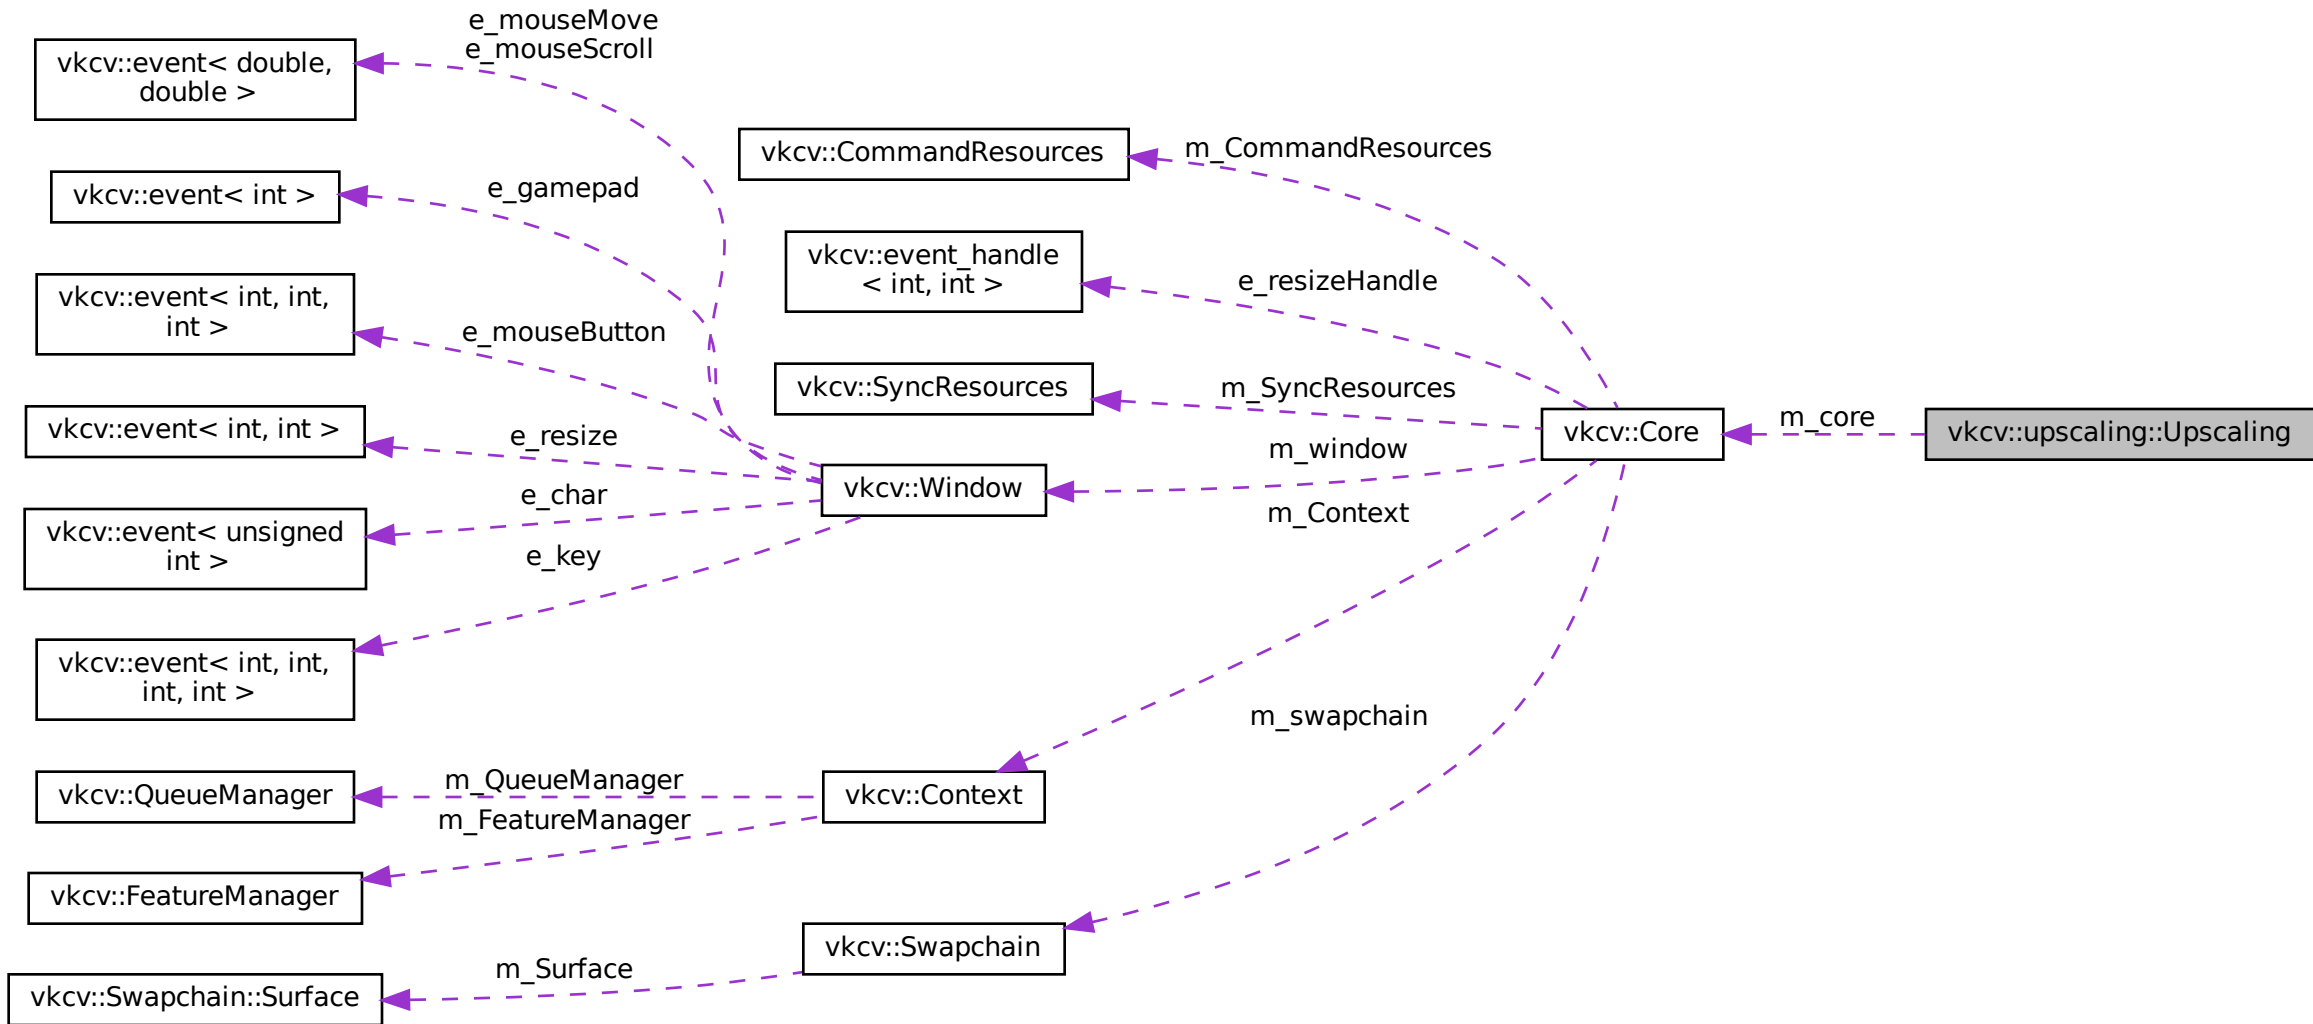 e_mouseMove
e_mouseScroll
vkcv::event< double,
double >
vkcv::event< int >
e_gamepad
vkcv::event< int, int,
int >
e_mouseButton
vkcv::event< int, int >
e_resize
vkcv::event< unsigned
int >
e_char
vkcv::event< int, int,
int, int >
e_key
vkcv::QueueManager
m_QueueManager
vkcv::FeatureManager
m_FeatureManager
vkcv::Swapchain::Surface
m_Surface
vkcv::CommandResources
m_CommandResources
vkcv::event_handle
< int, int >
e_resizeHandle
vkcv::SyncResources
m_SyncResources
vkcv::Window
m_window
vkcv::Context
m_Context
vkcv::Swapchain
m_swapchain
vkcv::Core
m_core
vkcv::upscaling::Upscaling